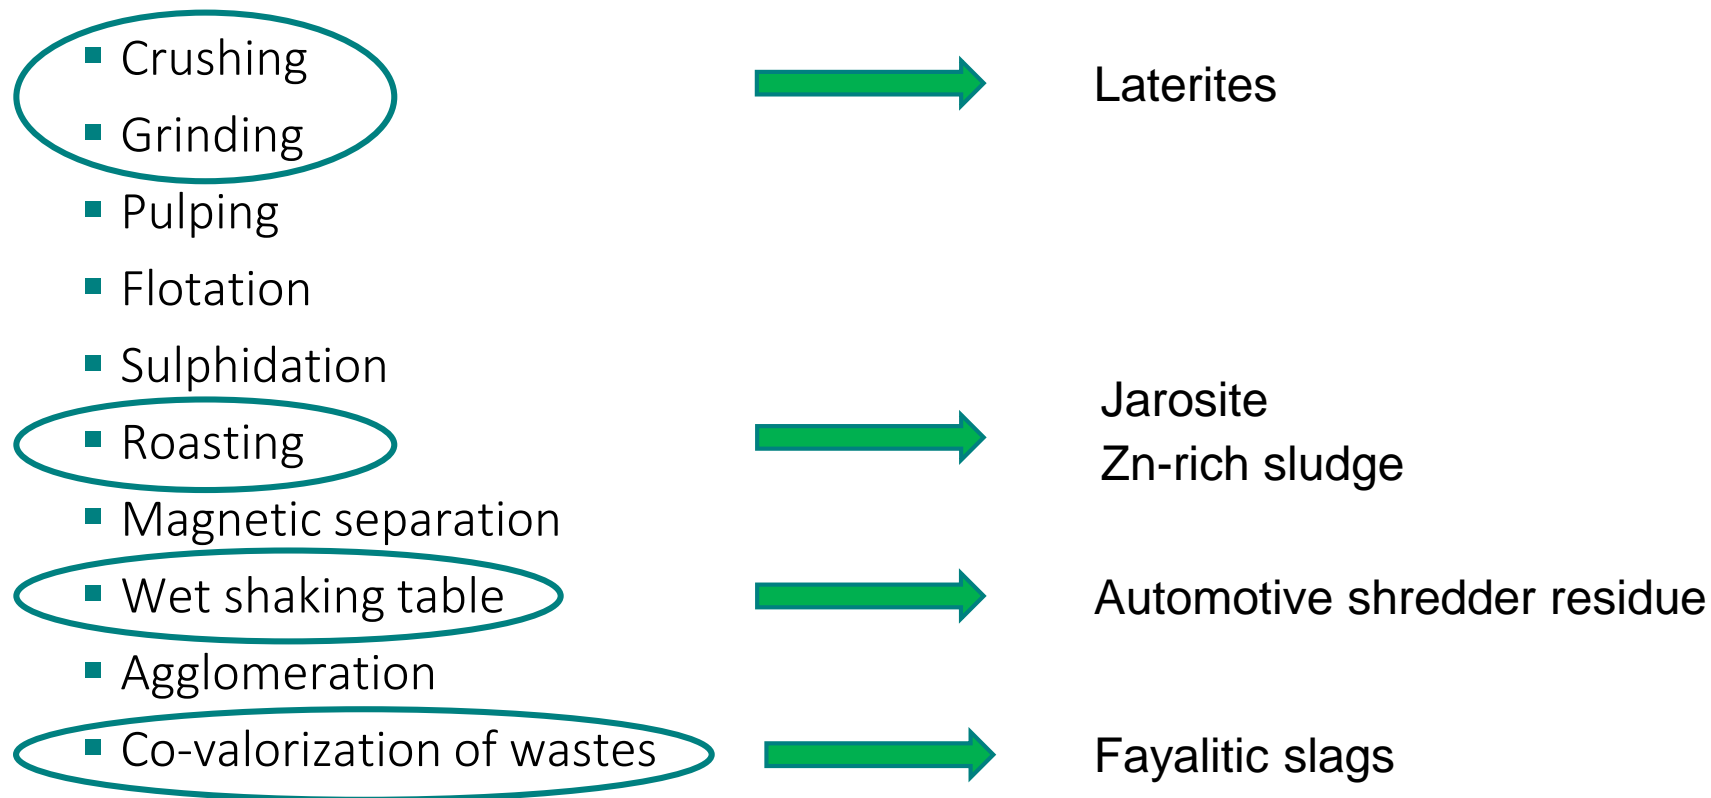 ▪ Crushing
Laterites
▪ Grinding
▪ Pulping
▪ Flotation
▪ Sulphidation
Jarosite
▪ Roasting
Zn-rich sludge
▪ Magnetic separation
▪ Wet shaking table
Automotive shredder residue
▪ Agglomeration
▪ Co-valorization of wastes
Fayalitic slags